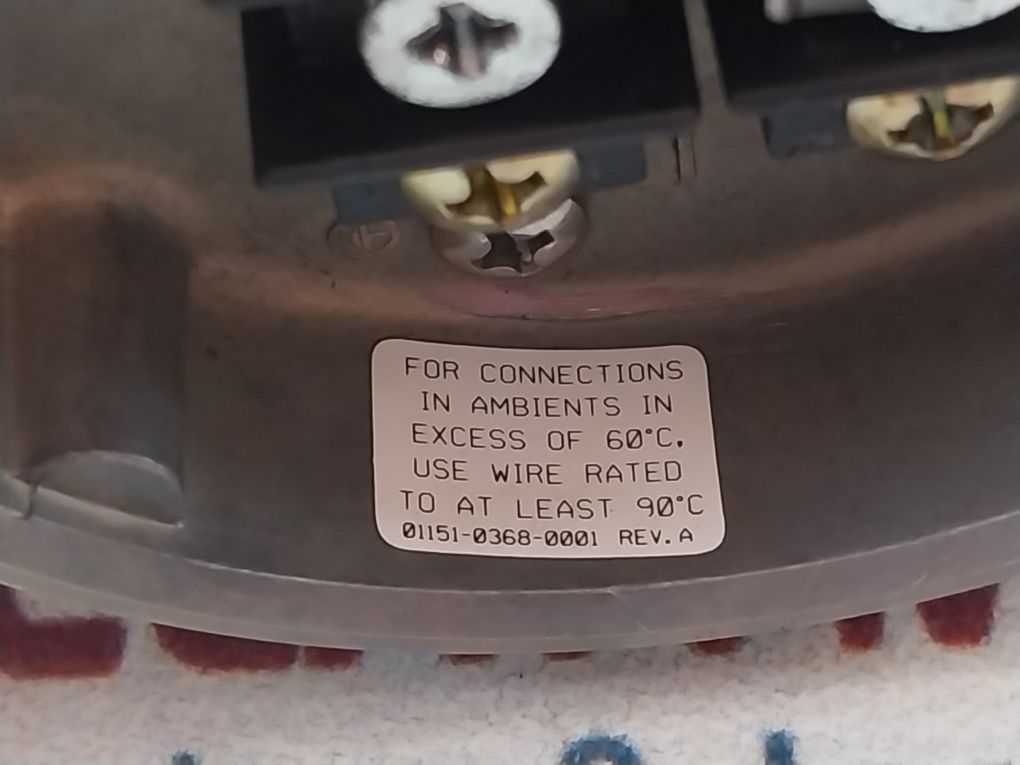 FOR CONNECTIONS
IN AMBIENTS IN
EXCESS OF 60°C,
USE WIRE RATED
TO AT LEAST 90°C
01151-0368-0001 REV.A